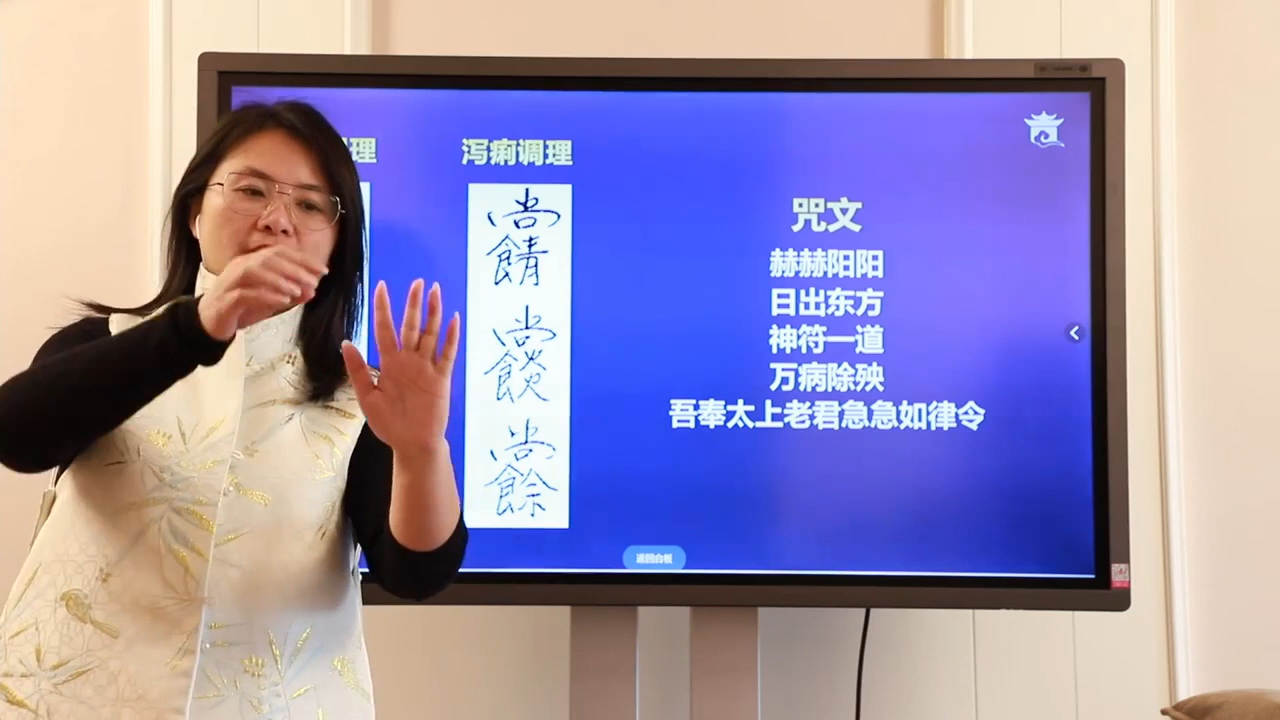 理
泻痢调理
咒文
赫赫阳阳
日出东方
神符一道
万病除殃
吾奉太上老君急急如律令
返回白板